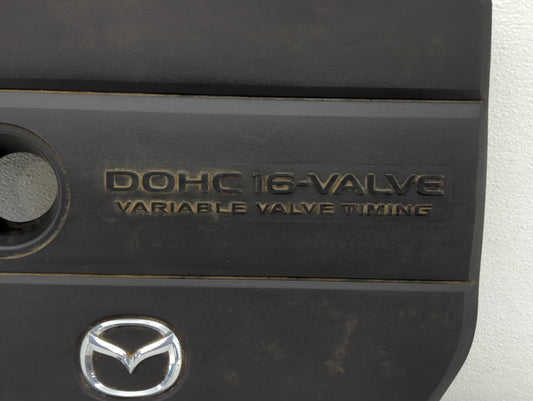 DOHC 16-VALVE
VARIABLE VALVE TIMING